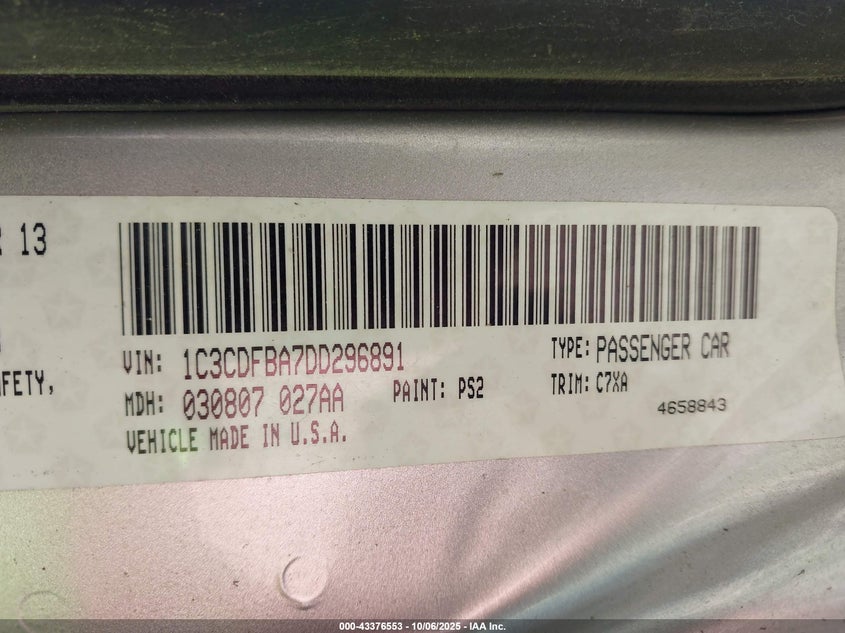 R 13
VIN: 1C3CDFBA7DD296891
TYPE: PASSENGER CAR
AFETY,
MDH: 030807 027AA
PAINT: PS2
TRIM: C7XA
4658843
VEHICLE MADE IN U.S.A.
000-43376553 - 10/06/2025 - IAA Inc.